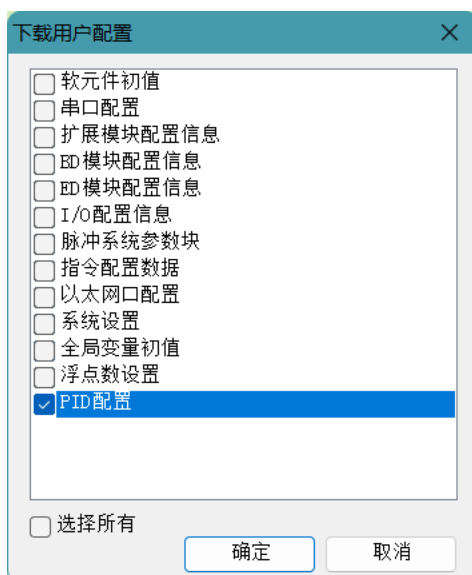 下载用户配置
软元件初值
串口配置
扩展模块配置信息
BD模块配置信息
ED模块配置信息
I/O配置信息
脉冲系统参数块
指令配置数据
以太网口配置
系统设置
全局变量初值
浮点数设置
PID配置
选择所有
确定 取消